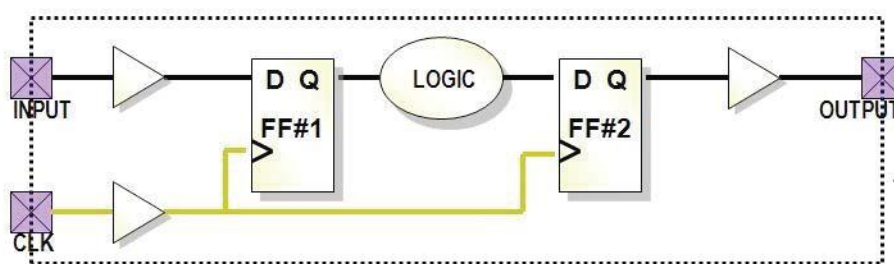 D Q
LOGIC
D Q
INPUT
FF#1
FF#2
OUTPUT
CLK